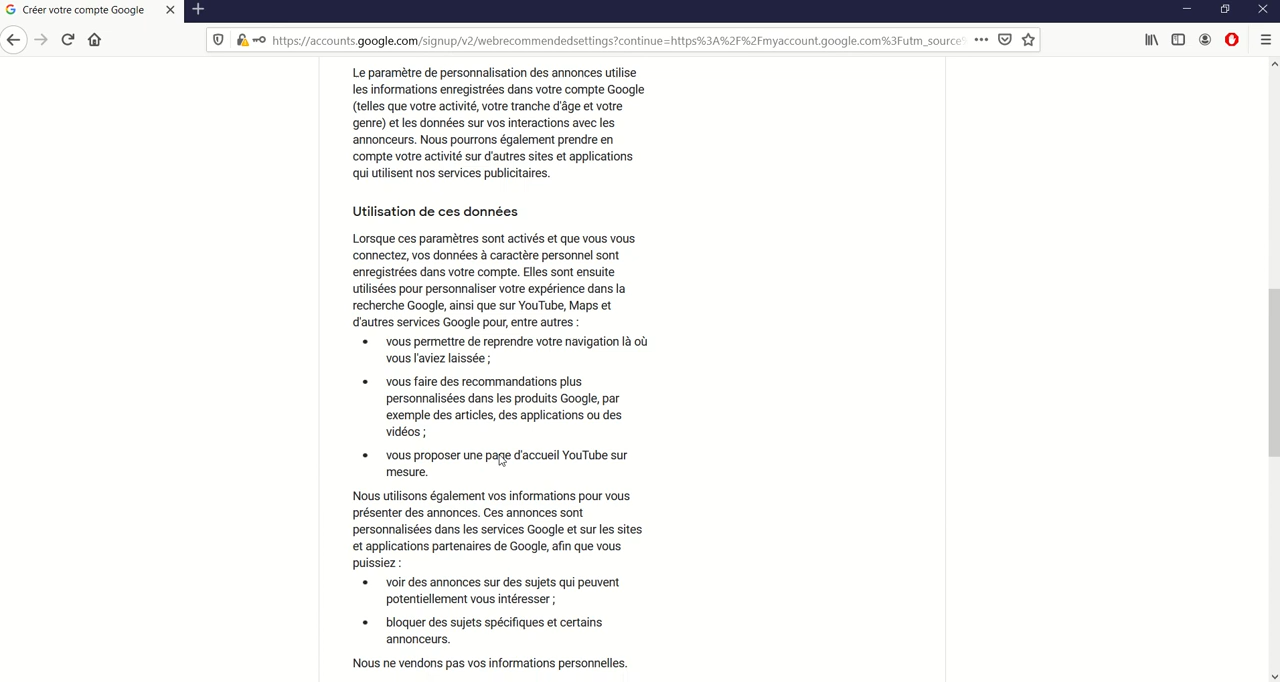 Créer votre compte Google
https://accounts.google.com/signup/v2/webrecommendedsettings?continue=https%3A%2F%2Fmyaccount.google.com%3Futm_source%
Le paramètre de personnalisation des annonces utilise
les informations enregistrées dans votre compte Google
(telles que votre activité, votre tranche d'âge et votre
genre) et les données sur vos interactions avec les
annonceurs. Nous pourrons également prendre en
compte votre activité sur d'autres sites et applications
qui utilisent nos services publicitaires.
Utilisation de ces données
Lorsque ces paramètres sont activés et que vous vous
connectez, vos données à caractère personnel sont
enregistrées dans votre compte. Elles sont ensuite
utilisées pour personnaliser votre expérience dans la
recherche Google, ainsi que sur YouTube, Maps et
d'autres services Google pour, entre autres :
• vous permettre de reprendre votre navigation là où
vous l'aviez laissée ;
• vous faire des recommandations plus
personnalisées dans les produits Google, par
exemple des articles, des applications ou des
vidéos ;
• vous proposer une page d'accueil YouTube sur
mesure.
Nous utilisons également vos informations pour vous
présenter des annonces. Ces annonces sont
personnalisées dans les services Google et sur les sites
et applications partenaires de Google, afin que vous
puissiez :
• voir des annonces sur des sujets qui peuvent
potentiellement vous intéresser ;
• bloquer des sujets spécifiques et certains
annonceurs.
Nous ne vendons pas vos informations personnelles.